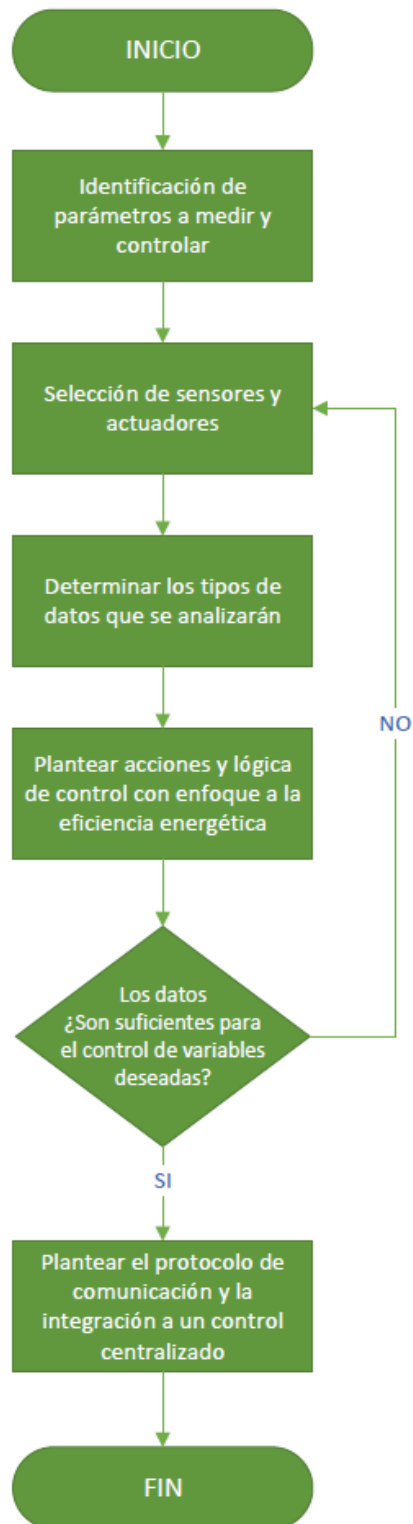 INICIO
Identificación de
parámetros a medir y
controlar
Selección de sensores y
actuadores
Determinar los tipos de
datos que se analizarán
NO
Plantear acciones y lógica
de control con enfoque a la
eficiencia energética
Los datos
¿Son suficientes para
el control de variables
deseadas?
SI
Plantear el protocolo de
comunicación y la
integración a un control
centralizado
FIN